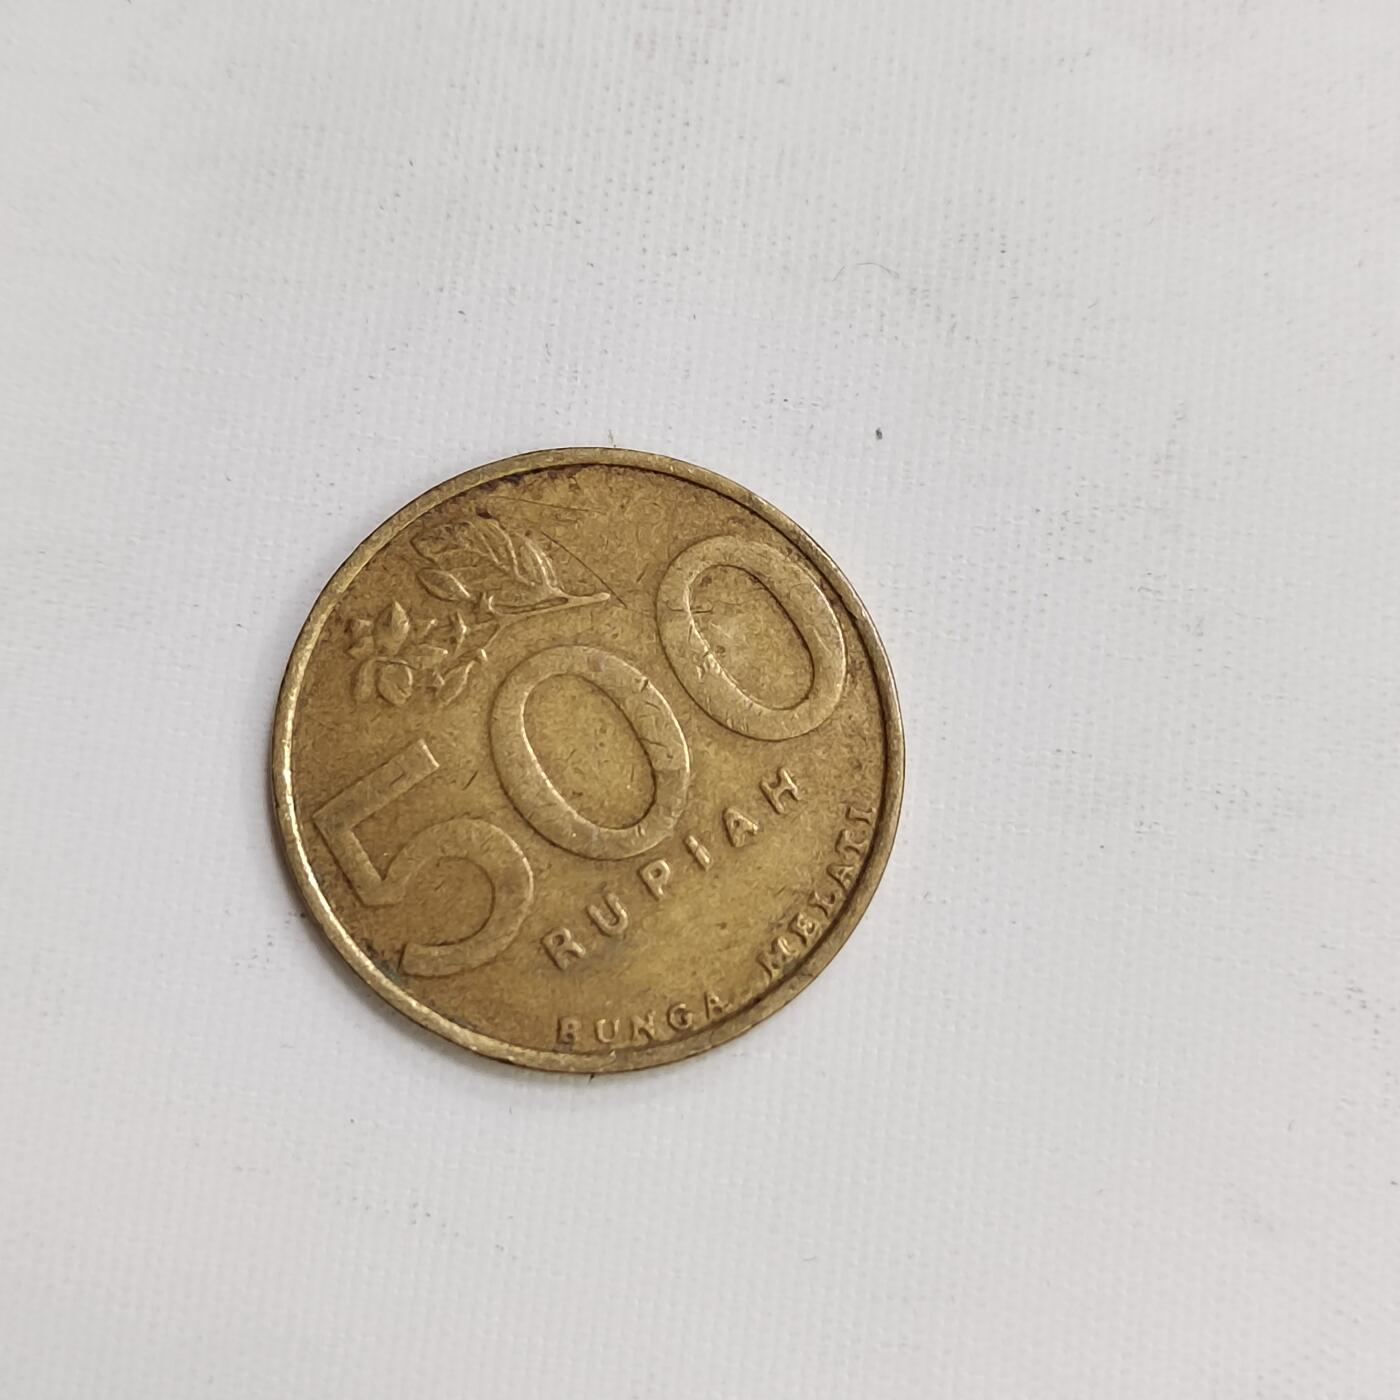 500
RUPIAH
BUNGA MELATI